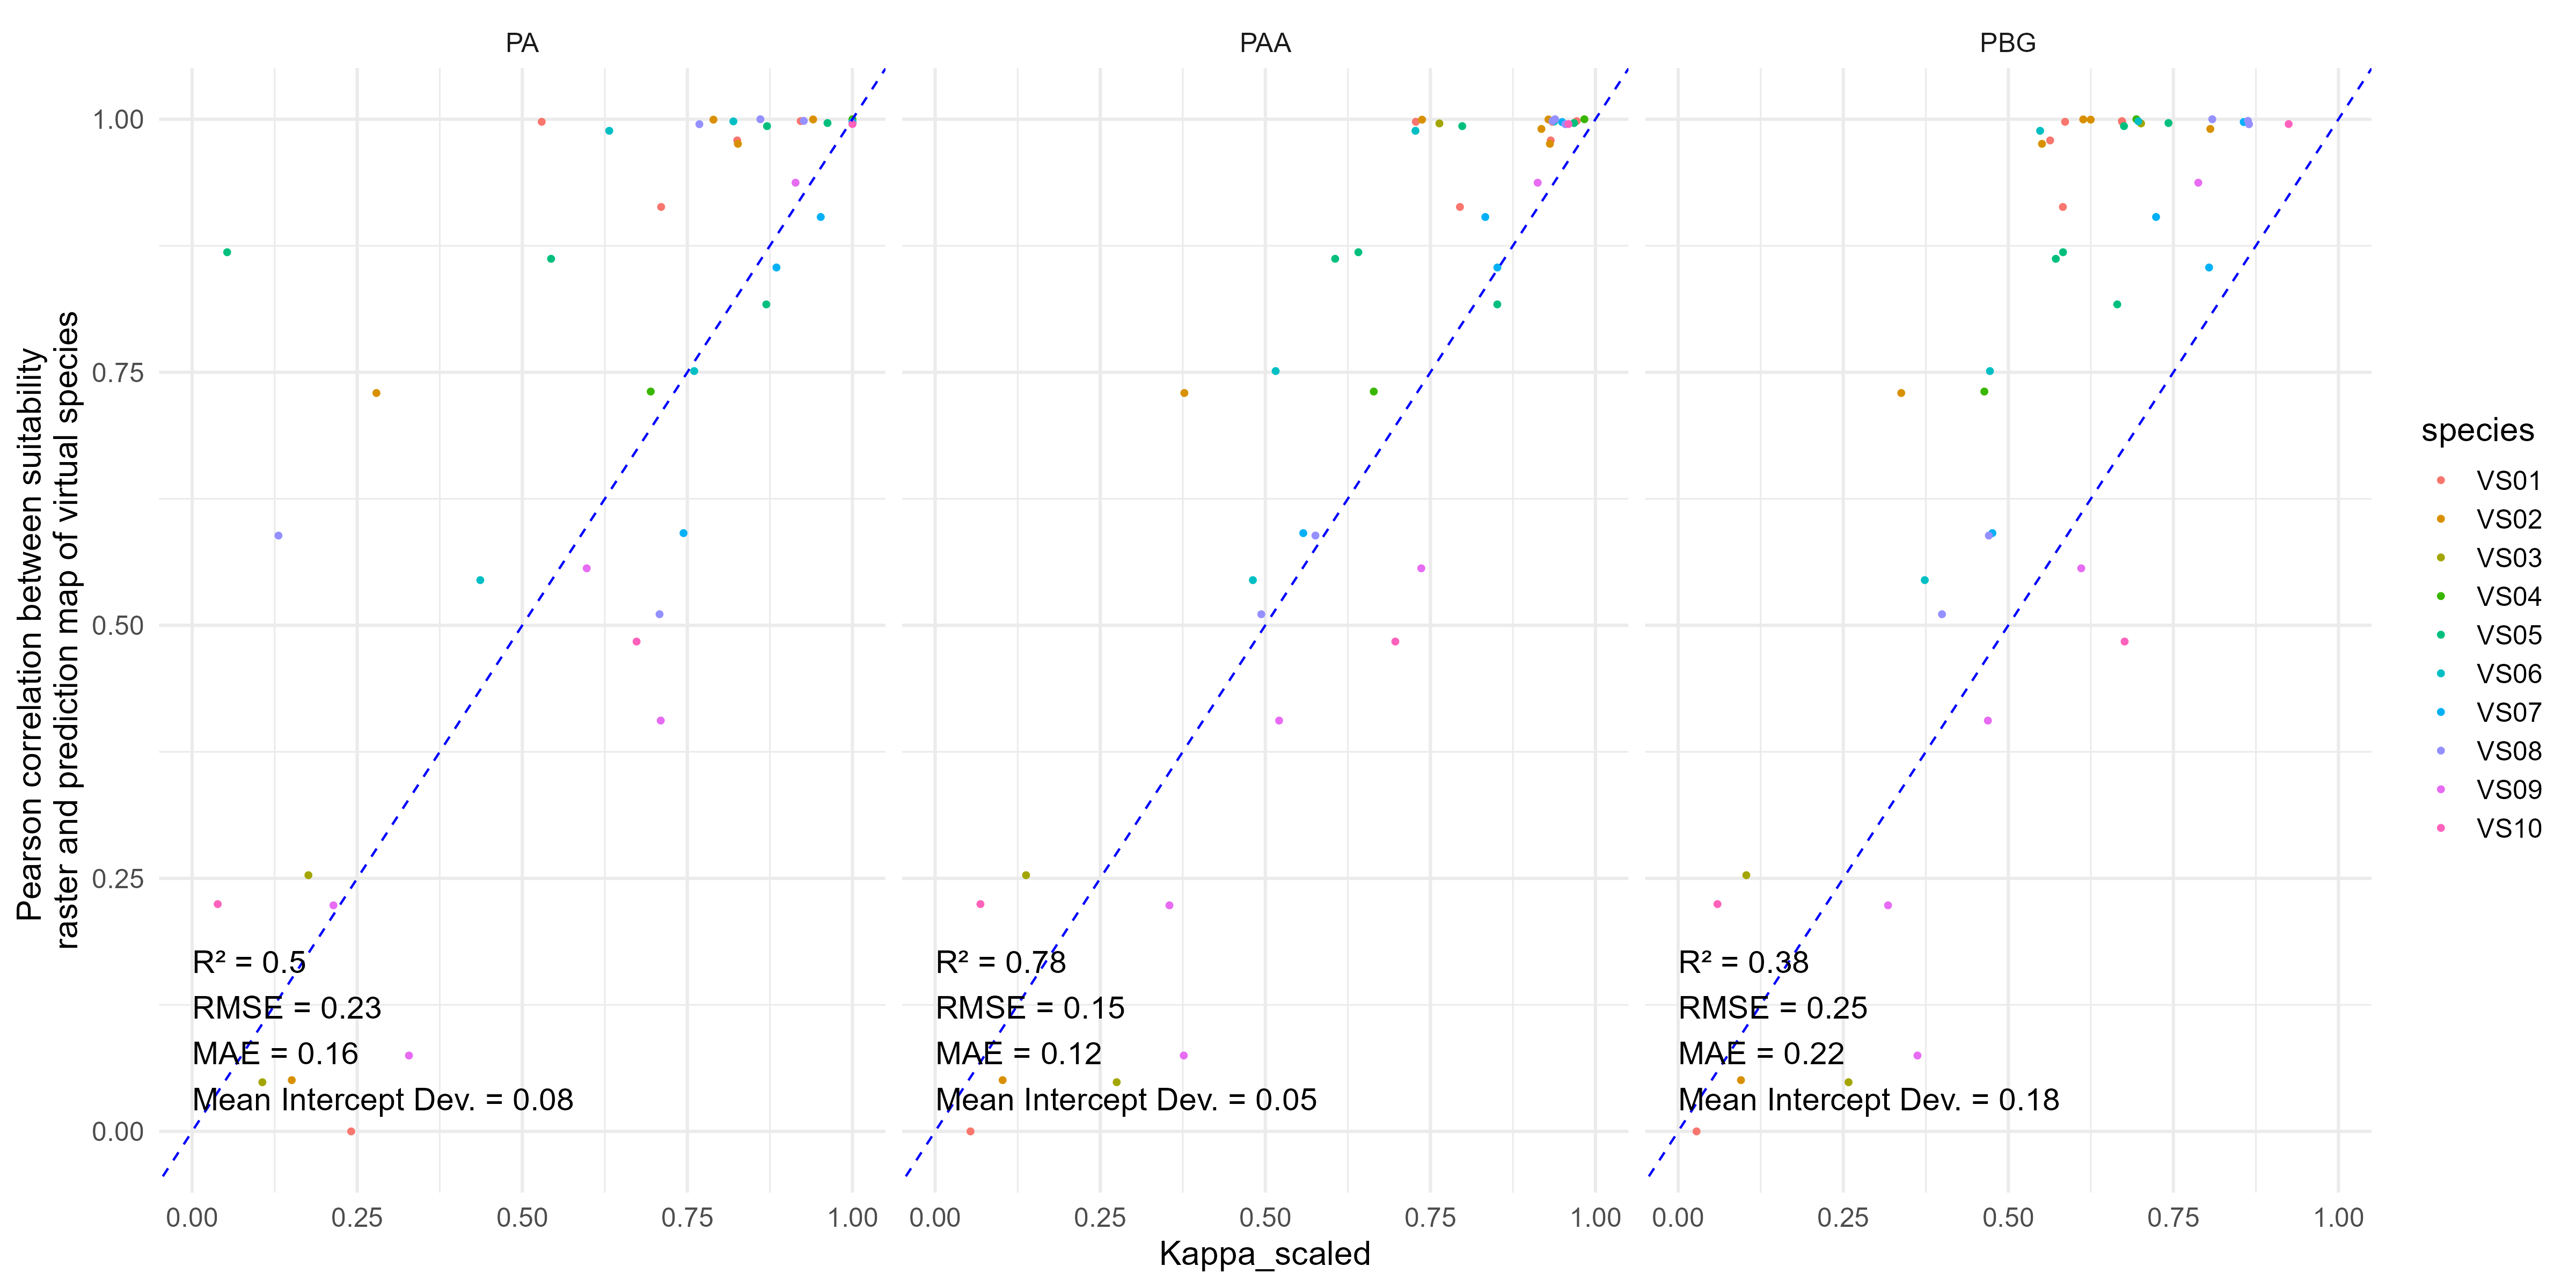 PA
PAA
PBG
Pearson correlation between suitability
raster and prediction map of virtual species
1.00
0.75
0.50
0.25
0.00
R² = 0.5
RMSE = 0.23
MAE = 0.16
Mean Intercept Dev. = 0.08
R² = 0.78
RMSE = 0.15
MAE = 0.12
Mean Intercept Dev. = 0.05
R² = 0.38
RMSE = 0.25
MAE = 0.22
Mean Intercept Dev. = 0.18
0.00 0.25 0.50 0.75 1.00
0.00 0.25 0.50 0.75 1.00
0.00 0.25 0.50 0.75 1.00
Kappa_scaled
species
VS01
VS02
VS03
VS04
VS05
VS06
VS07
VS08
VS09
VS10